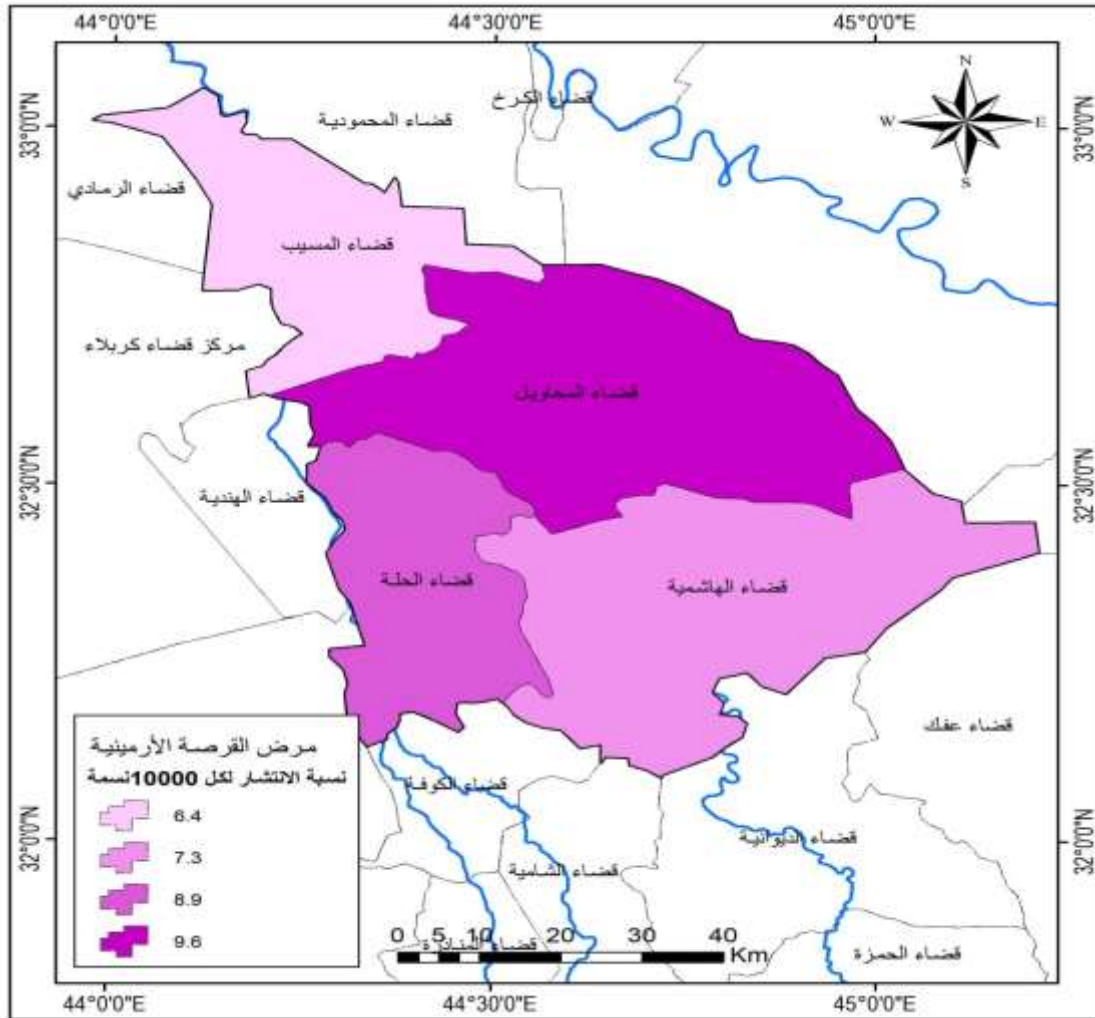 44°0'0"E
44°30'0"E
45°0'0"E
33°0'0"N
33°0'0"N
N
W
E
S
قضاء الكرخ
قضاء المحمودية
قضاء الرمادي
قضاء المسيب
مركز قضاء كربلاء
قضاء المحاويل
32°30'0"N
32°30'0"N
قضاء الهندية
قضاء الحلة
قضاء الهاشمية
قضاء عفك
مرض القرصة الأرمينية
نسبة الانتشار لكل 10000نسمة
6.4
7.3
8.9
9.6
قضاء الكوفة
32°0'0"N
32°0'0"N
قضاء الديوانية
قضاء الشامية
قضاء المناذرة
قضاء الحمزة
0 5 10 20 30 40
Km
44°0'0"E
44°30'0"E
45°0'0"E